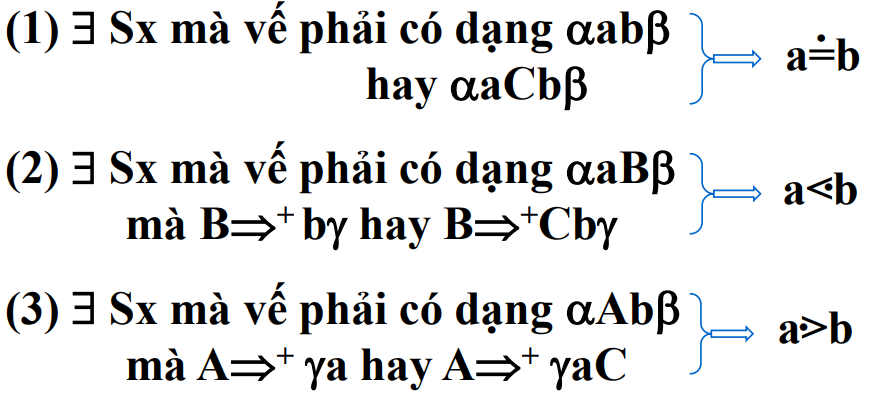 (1) ∃ Sx mà vế phải có dạng αabβ
hay αaCbβ
a≐b
(2) ∃ Sx mà vế phải có dạng αaBβ
mà B⇒⁺ bγ hay B⇒⁺Cbγ
a⋖b
(3) ∃ Sx mà vế phải có dạng αAbβ
mà A⇒⁺ γa hay A⇒⁺ γaC
a⋗b